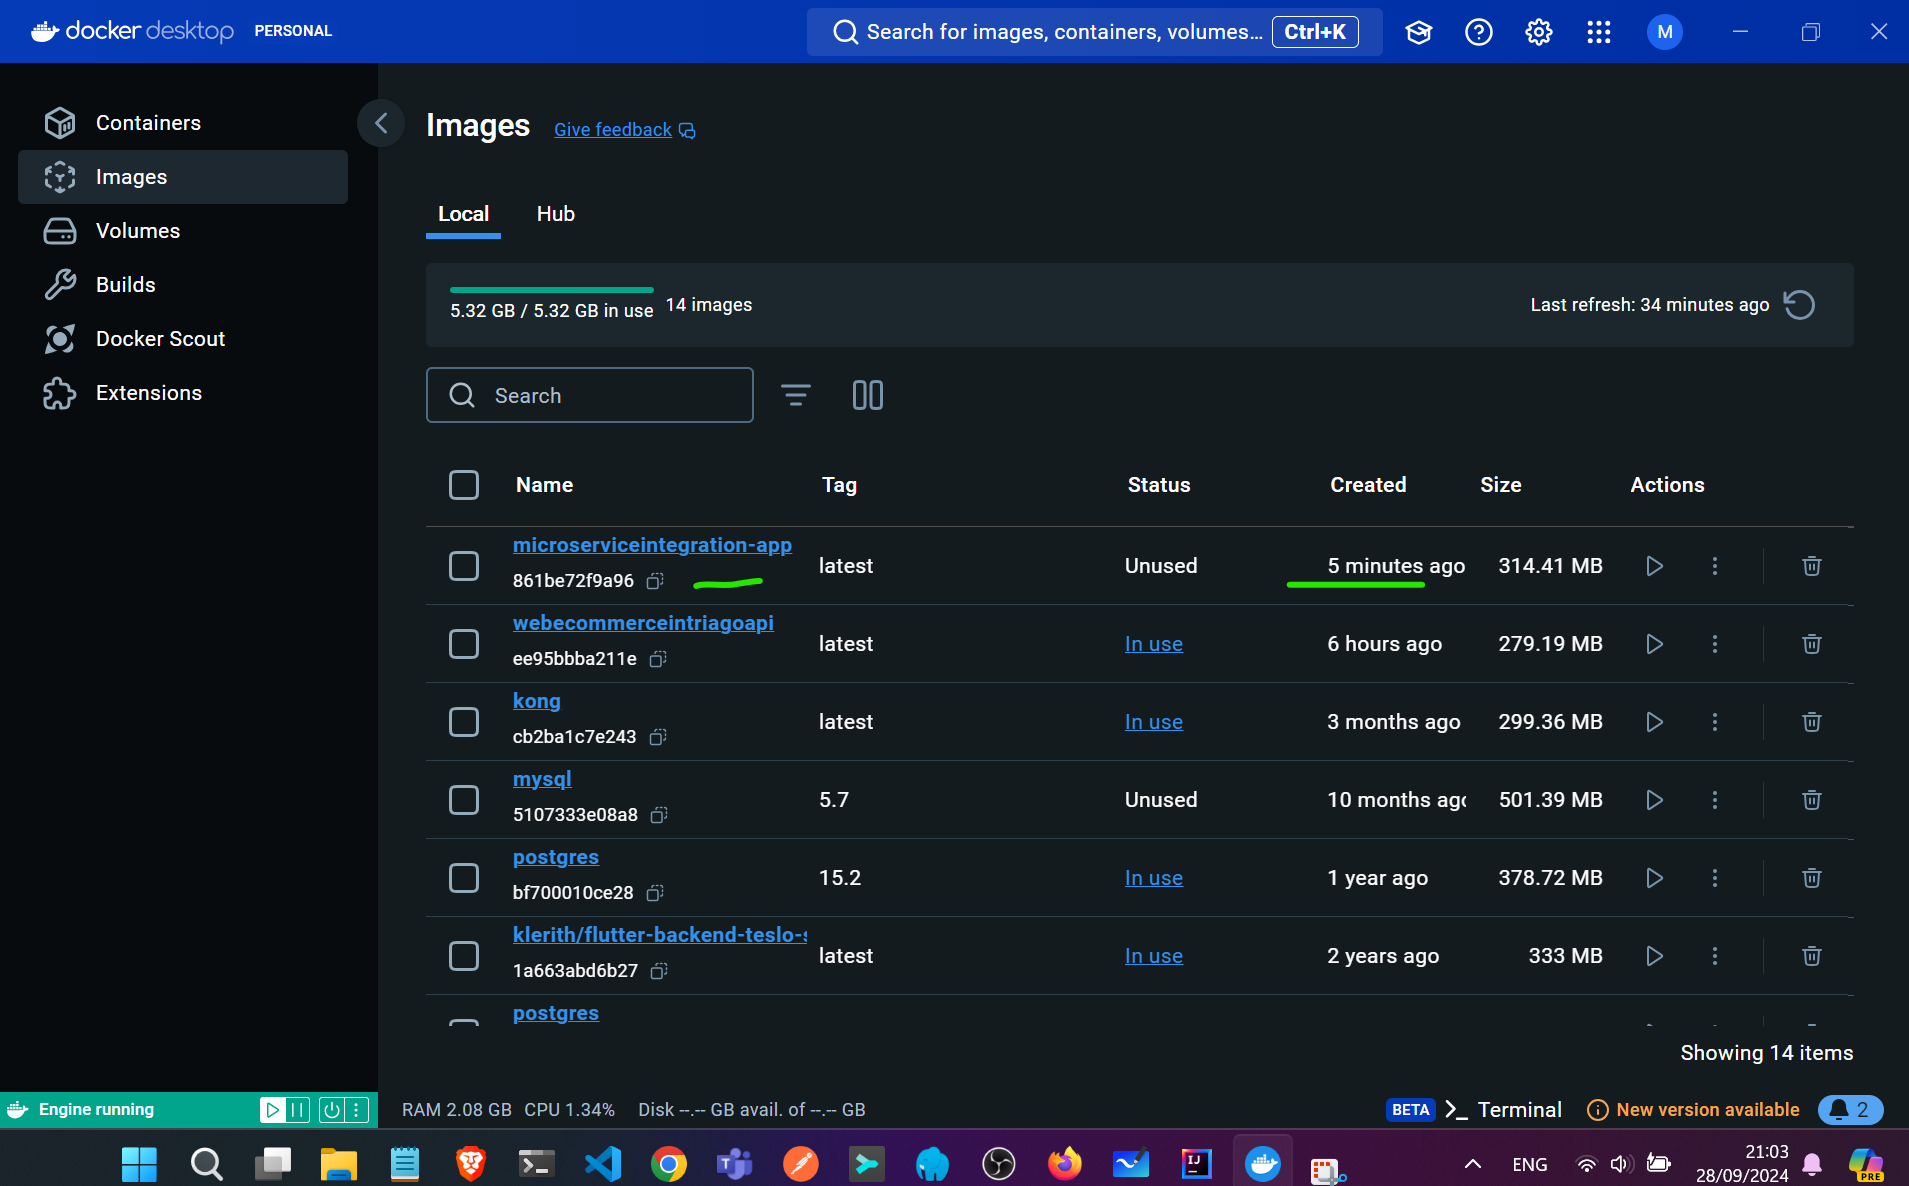 docker desktop PERSONAL
Search for images, containers, volumes... Ctrl+K
M
Containers
Images
Volumes
Builds
Docker Scout
Extensions
Images Give feedback
Local Hub
5.32 GB / 5.32 GB in use 14 images Last refresh: 34 minutes ago
Search
Name Tag Status Created Size Actions
microserviceintegration-app
861be72f9a96 latest Unused 5 minutes ago 314.41 MB
webecommerceintriagoapi
ee95bbba211e latest In use 6 hours ago 279.19 MB
kong
cb2ba1c7e243 latest In use 3 months ago 299.36 MB
mysql
5107333e08a8 5.7 Unused 10 months ago 501.39 MB
postgres
bf700010ce28 15.2 In use 1 year ago 378.72 MB
klerith/flutter-backend-teslo-s
1a663abd6b27 latest In use 2 years ago 333 MB
postgres
Showing 14 items
Engine running RAM 2.08 GB CPU 1.34% Disk --.-- GB avail. of --.-- GB BETA Terminal New version available 2
ENG 21:03
28/09/2024
PRE